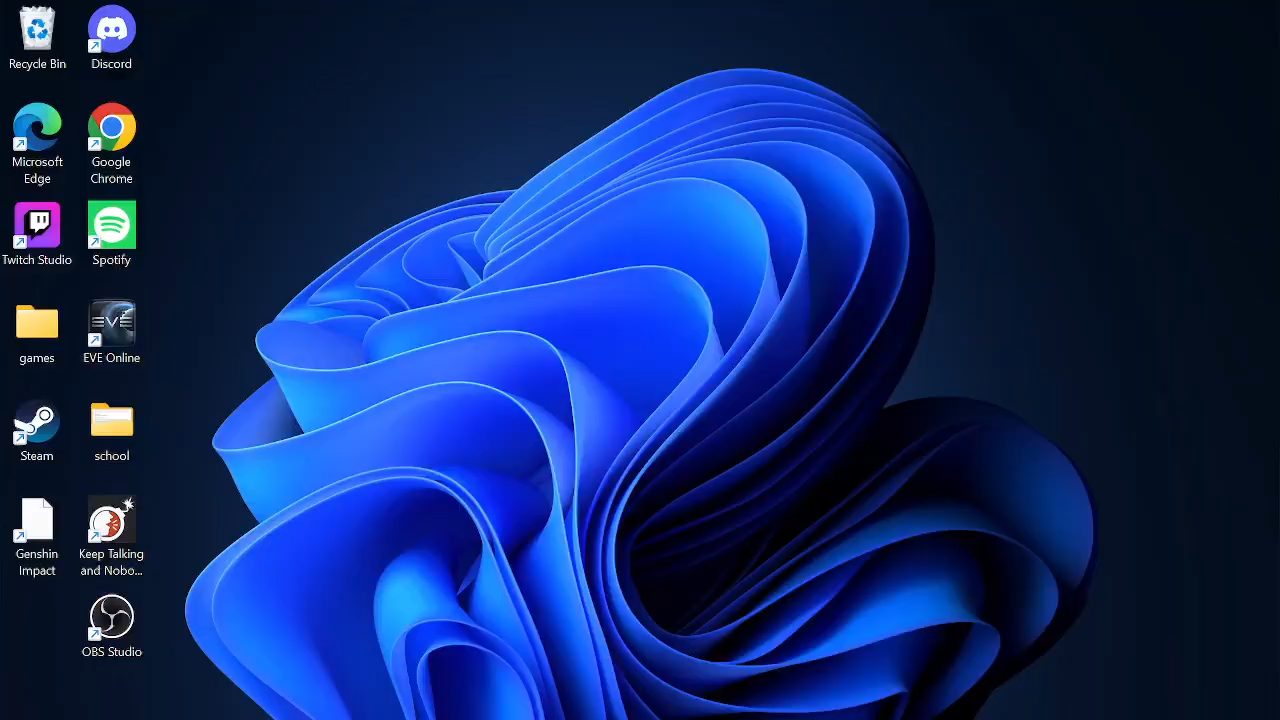 Recycle Bin
Discord
Microsoft
Edge
Google
Chrome
Twitch Studio
Spotify
games
EVE
EVE Online
Steam
school
Genshin
Impact
Keep Talking
and Nobo...
OBS Studio